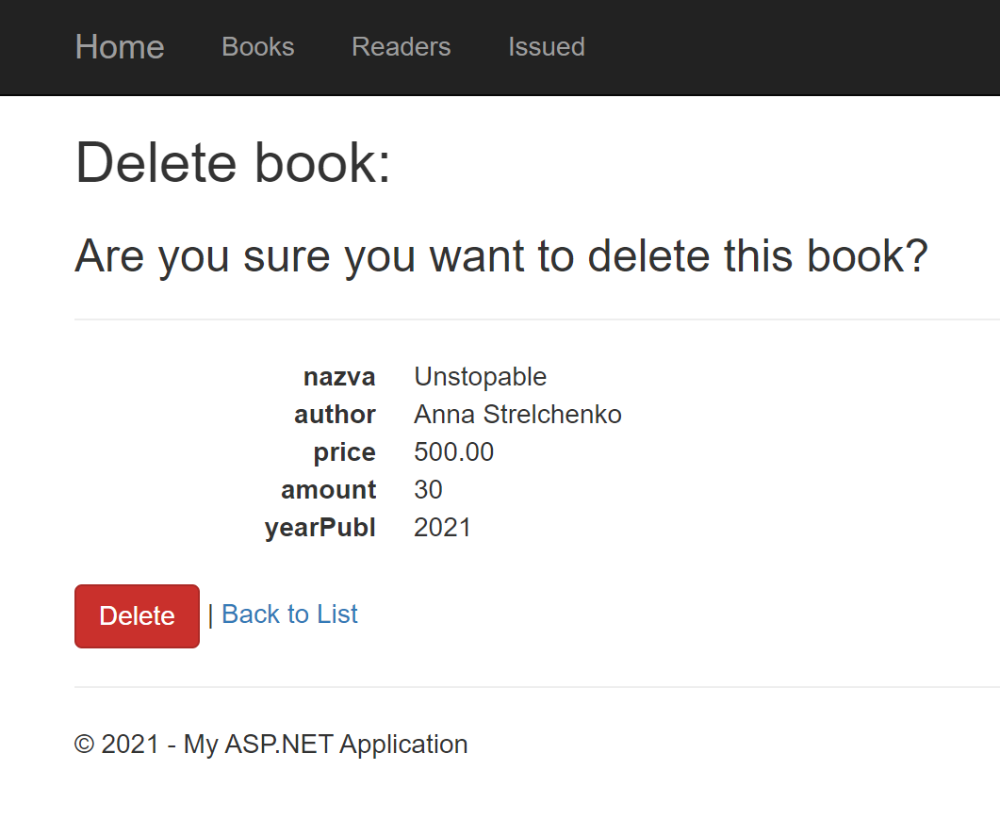 Home Books Readers Issued
Delete book:
Are you sure you want to delete this book?
nazva Unstopable
author Anna Strelchenko
price 500.00
amount 30
yearPubl 2021
Delete | Back to List
© 2021 - My ASP.NET Application